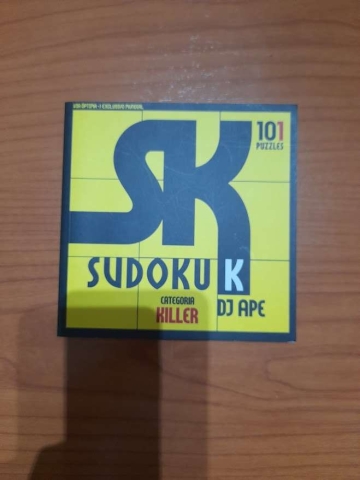 SK
101
PUZZLES
SUDOKU K
CATEGORIA
KILLER
DJ APE